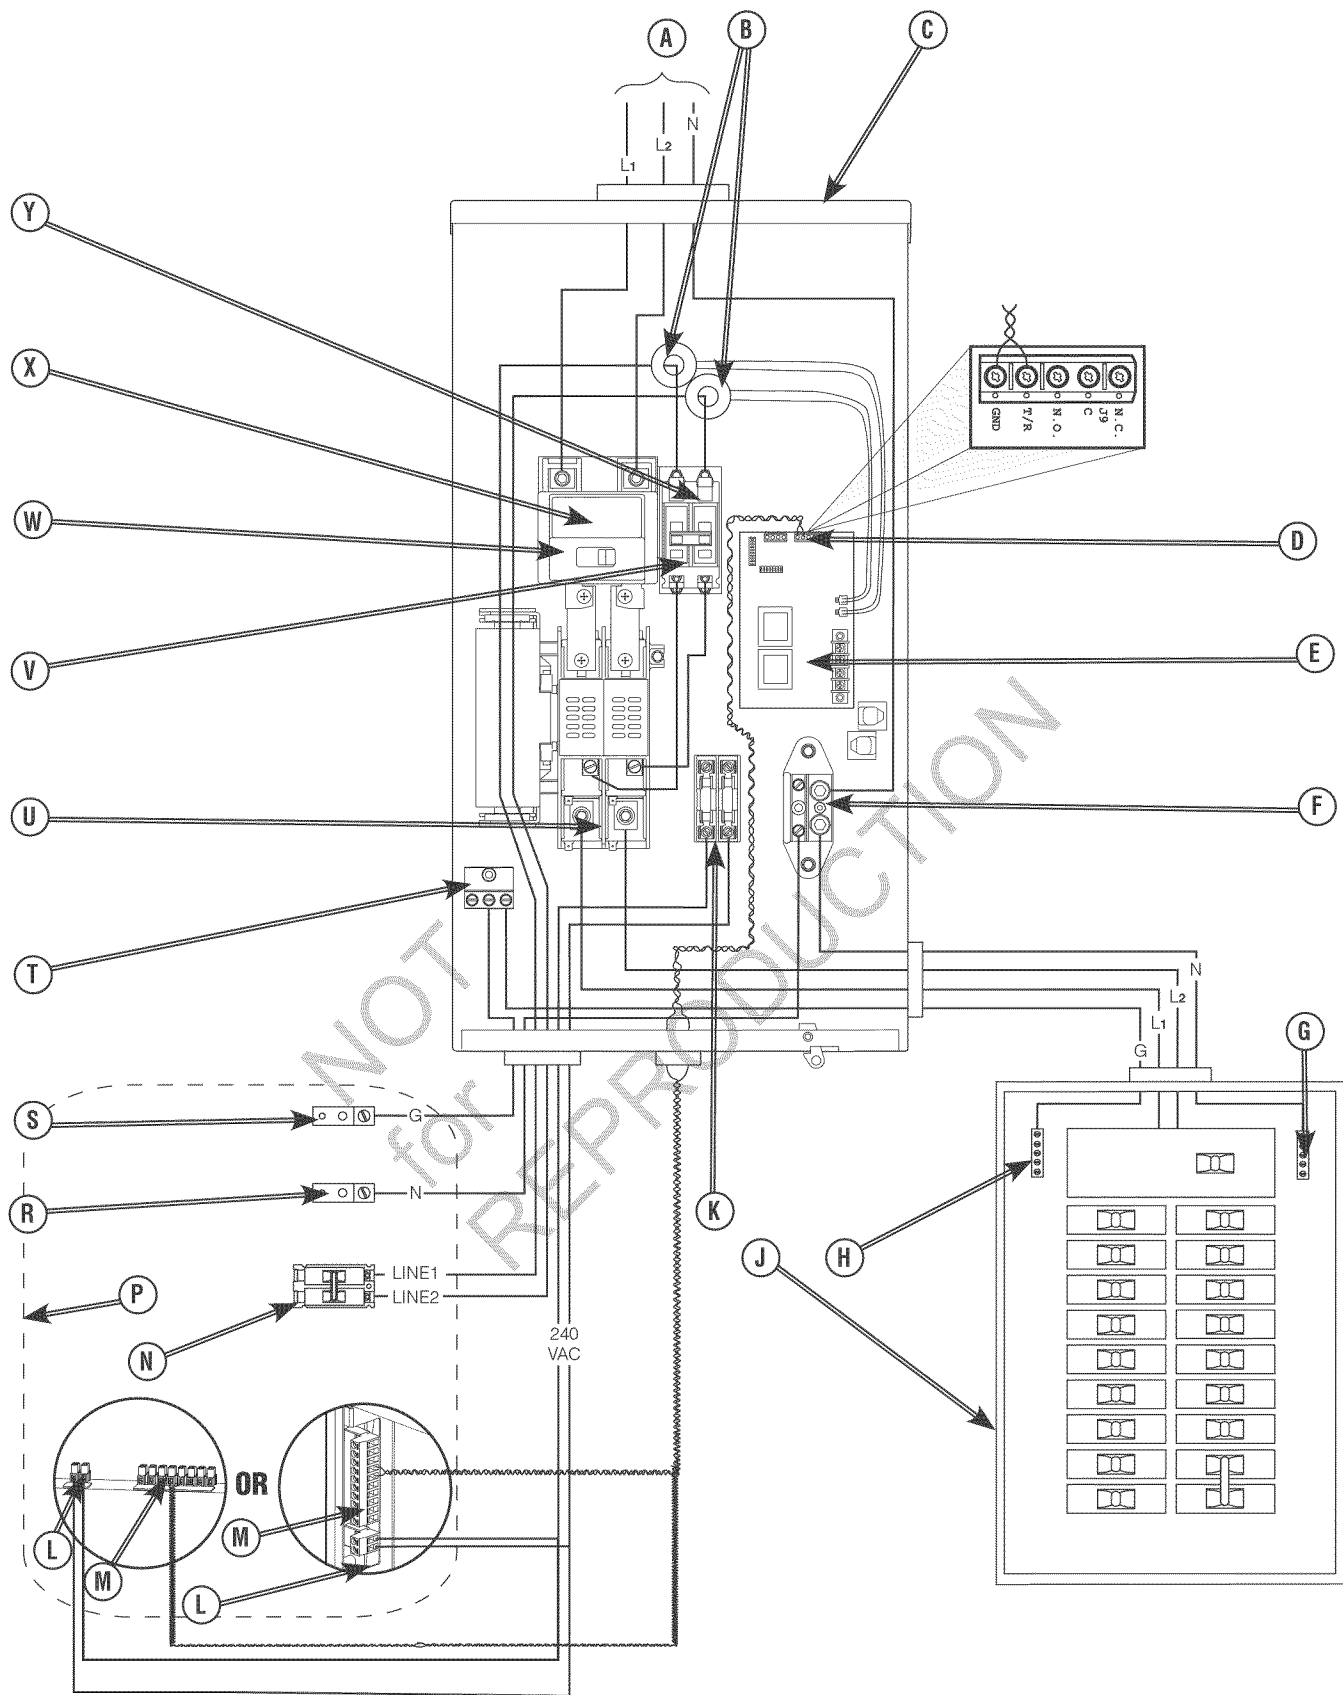 A
B
C
N
L2
L1
Y
X
GND
T/R
N.O.
C
J9
N.C.
W
D
V
E
U
F
T
N
L2
L1
G
G
NOT
for
REPRODUCTION
S
G
R
N
K
H
J
P
LINE1
LINE2
N
240
VAC
OR
M
L
M
L